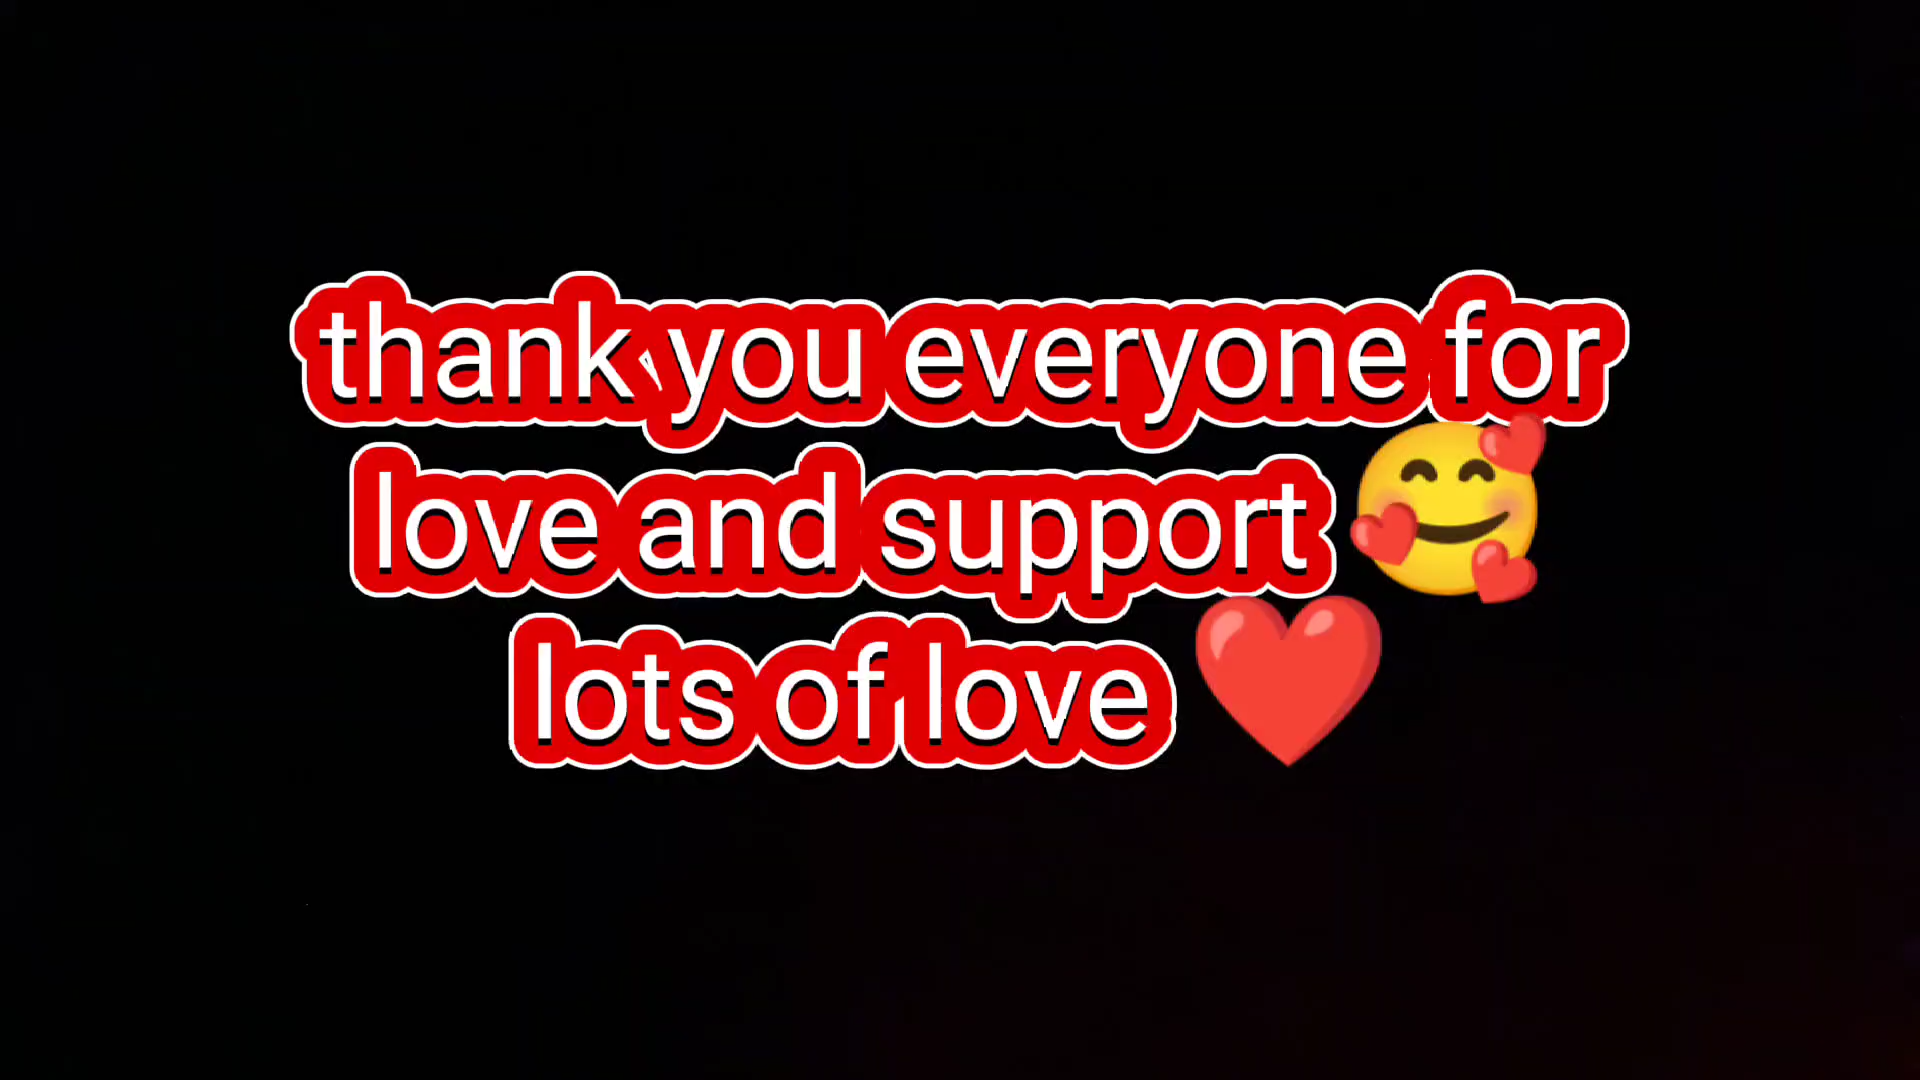 thank you everyone for
love and support 🥰
lots of love ❤️